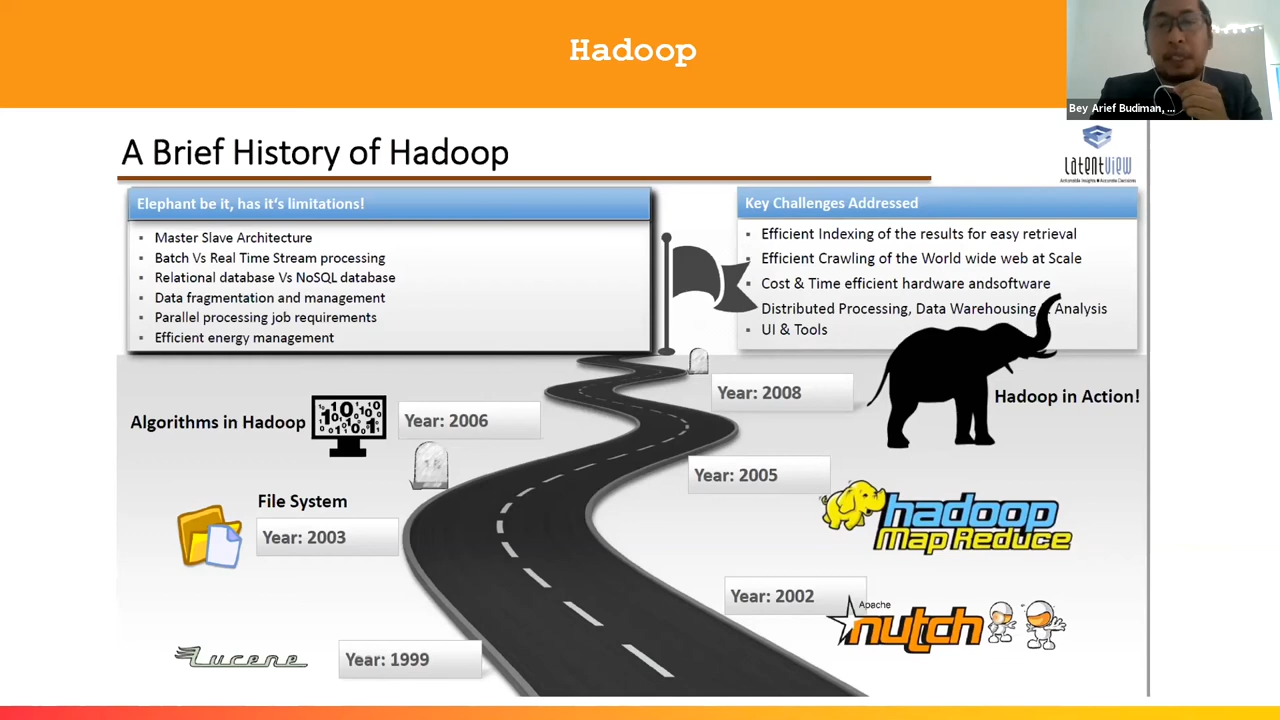 Hadoop
Bey Arief Budiman, ...
A Brief History of Hadoop
LatentView
Elephant be it, has it's limitations!
Master Slave Architecture
Batch Vs Real Time Stream processing
Relational database Vs NoSQL database
Data fragmentation and management
Parallel processing job requirements
Efficient energy management
Key Challenges Addressed
Efficient Indexing of the results for easy retrieval
Efficient Crawling of the World wide web at Scale
Cost & Time efficient hardware andsoftware
Distributed Processing, Data Warehousing & Analysis
UI & Tools
Year: 2008
Hadoop in Action!
Algorithms in Hadoop
Year: 2006
Year: 2005
hadoop
Map Reduce
File System
Year: 2003
Year: 2002
Apache
nutch
Lucene
Year: 1999